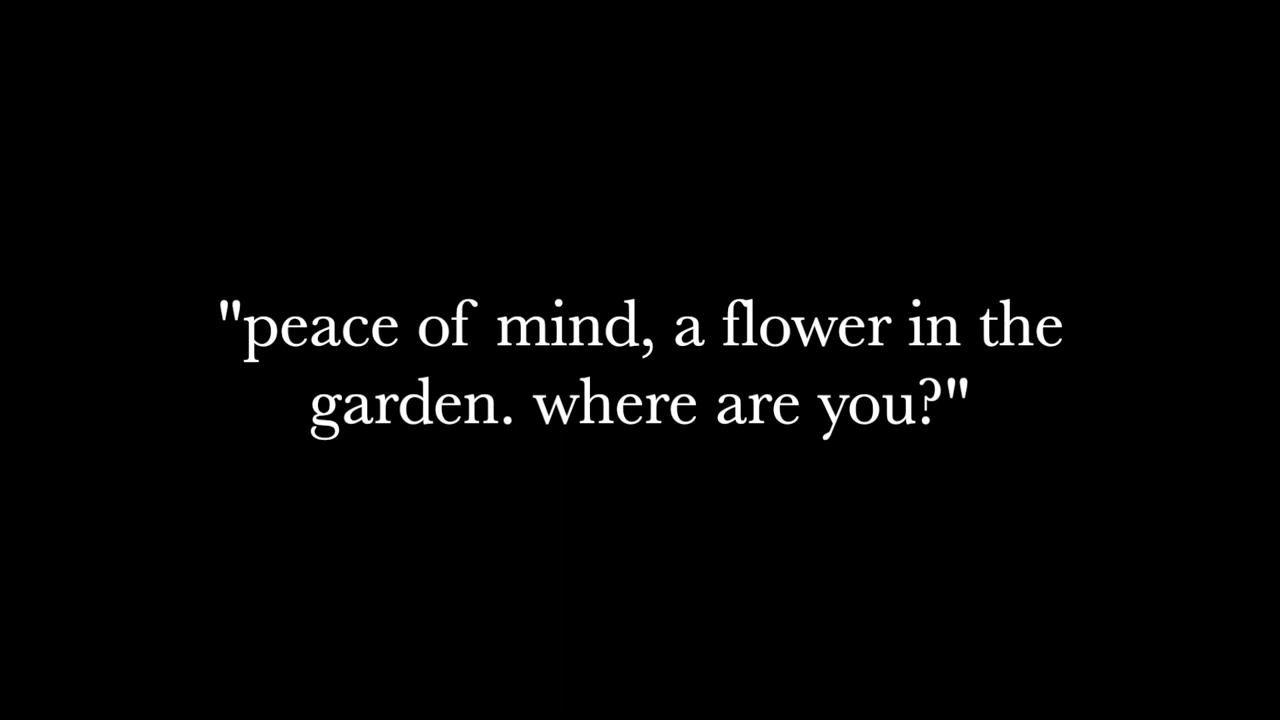 "peace of mind, a flower in the
garden. where are you?"